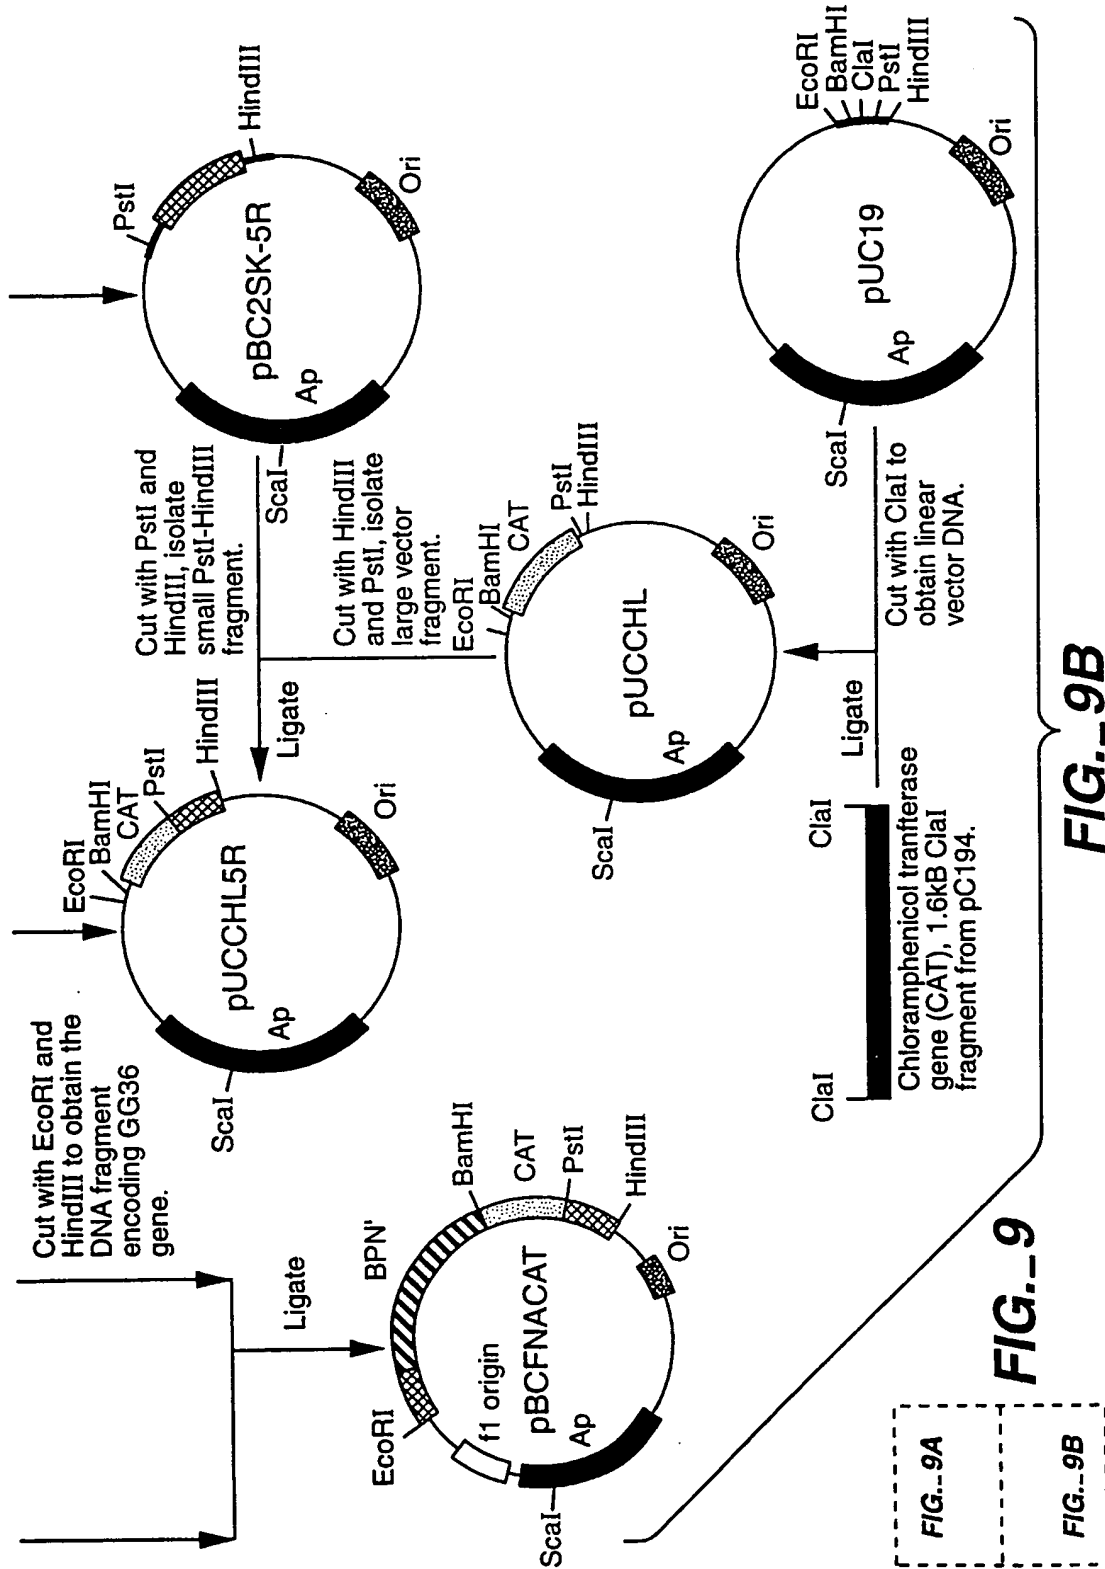 Cut with EcoRI and
HindIII to obtain the
DNA fragment
encoding GG36
gene.
Ligate
EcoRI
BPN'
BamHI
CAT
PstI
HindIII
Ori
f1 origin
pBCFNACAT
Ap
ScaI
EcoRI
BamHI
CAT
PstI
HindIII
pUCCHL5R
Ap
Ori
ScaI
Ligate
Cut with PstI and
HindIII, isolate
small PstI-HindIII
fragment.
Cut with HindIII
and PstI, isolate
large vector
fragment.
PstI
HindIII
pBC2SK-5R
Ap
Ori
ScaI
EcoRI
BamHI
CAT
PstI
HindIII
pUCCHL
Ap
Ori
ScaI
ClaI
ClaI
Chloramphenicol tranfterase
gene (CAT), 1.6kB ClaI
fragment from pC194.
Ligate
Cut with ClaI to
obtain linear
vector DNA.
EcoRI
BamHI
ClaI
PstI
HindIII
pUC19
Ap
Ori
ScaI
FIG._9A
FIG._9B
FIG._9
FIG._9B